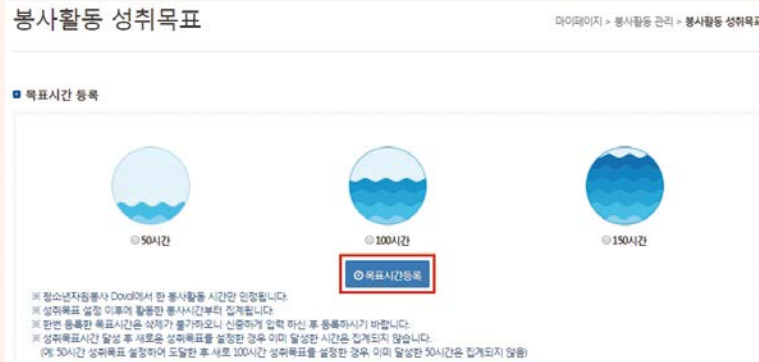 봉사활동 성취목표
마이페이지 > 봉사활동 관리 > 봉사활동 성취목표
목표시간 등록
50시간
100시간
150시간
목표시간등록
※ 청소년자원봉사 Dovol에서 한 봉사활동 시간만 인정됩니다.
※ 성취목표 설정 이후에 활동한 봉사시간부터 집계됩니다.
※ 한번 등록한 목표시간은 삭제가 불가하오니 신중하게 입력 하신 후 등록하시기 바랍니다.
※ 성취목표시간 달성 후 새로운 성취목표를 설정한 경우 이미 달성한 시간은 집계되지 않습니다.
(예: 50시간 성취목표 설정하여 도달한 후 새로 100시간 성취목표를 설정한 경우, 이미 달성한 50시간은 집계되지 않음)